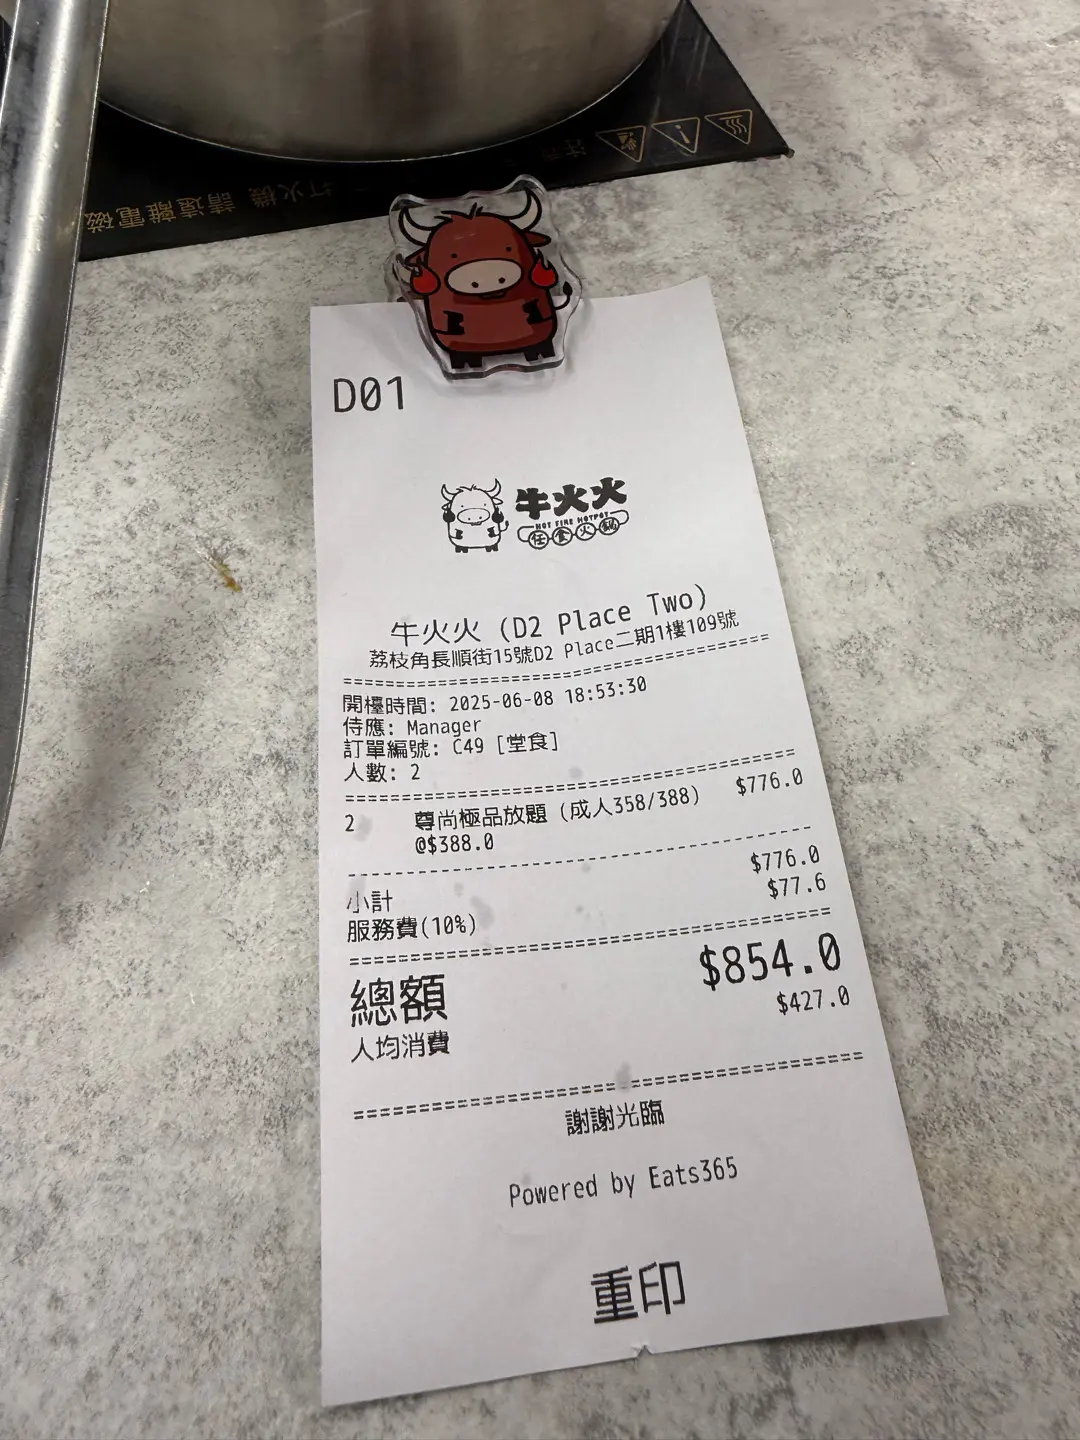 打火機 請遠離電磁
D01
牛火火
HOT FIRE HOTPOT
任食火鍋
牛火火 (D2 Place Two)
荔枝角長順街15號D2 Place二期1樓109號
開檯時間: 2025-06-08 18:53:30
侍應: Manager
訂單編號: C49 [堂食]
人數: 2
2 尊尚極品放題 (成人358/388) $776.0
@$388.0
小計 $776.0
服務費(10%) $77.6
總額 $854.0
人均消費 $427.0
謝謝光臨
Powered by Eats365
重印